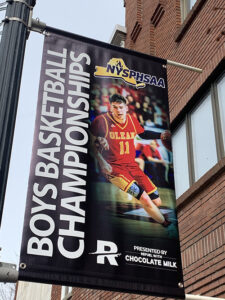 NYSPHSAA
BOYS BASKETBALL
CHAMPIONSHIPS
OLEAN
11
R
PRESENTED BY
REFUEL WITH
CHOCOLATE MILK